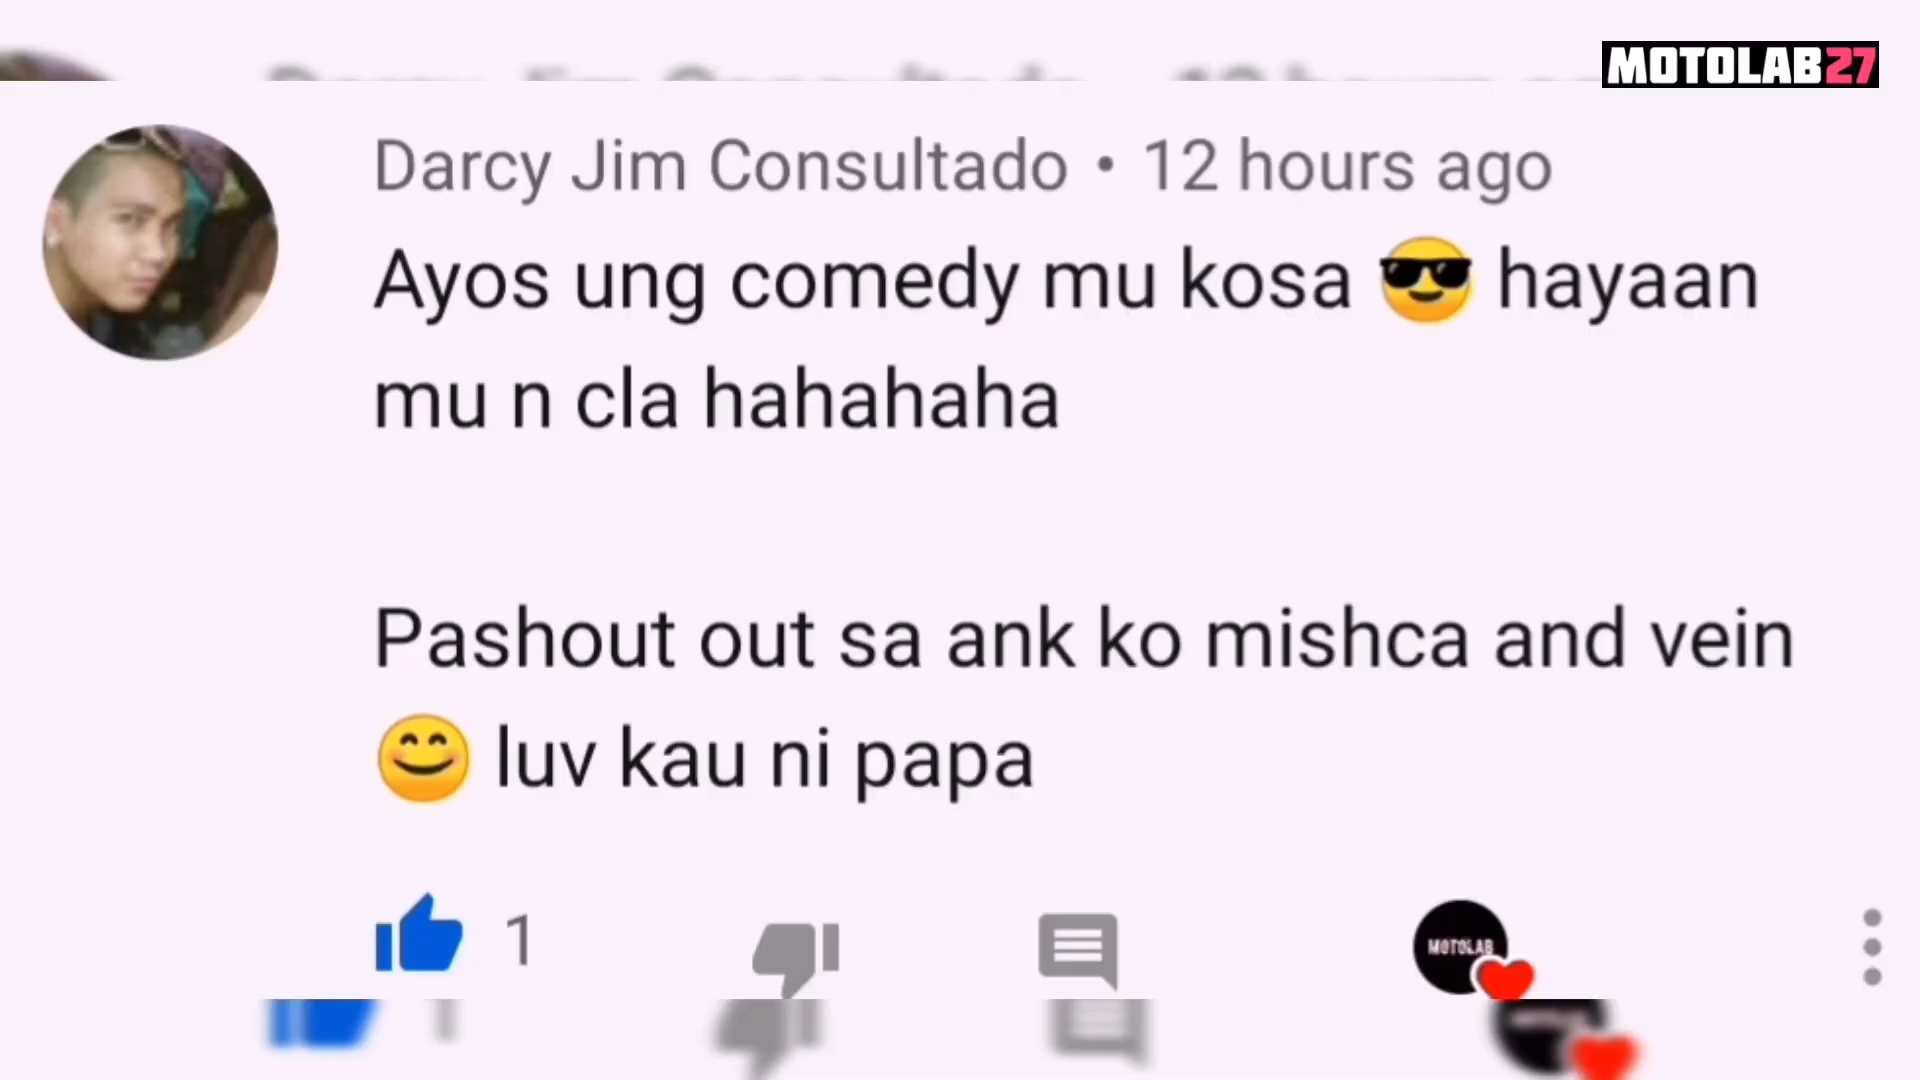 MOTOLAB27
Darcy Jim Consultado • 12 hours ago
Ayos ung comedy mu kosa 😎 hayaan
mu n cla hahahaha
Pashout out sa ank ko mishca and vein
😊 luv kau ni papa
1
MOTOLAB